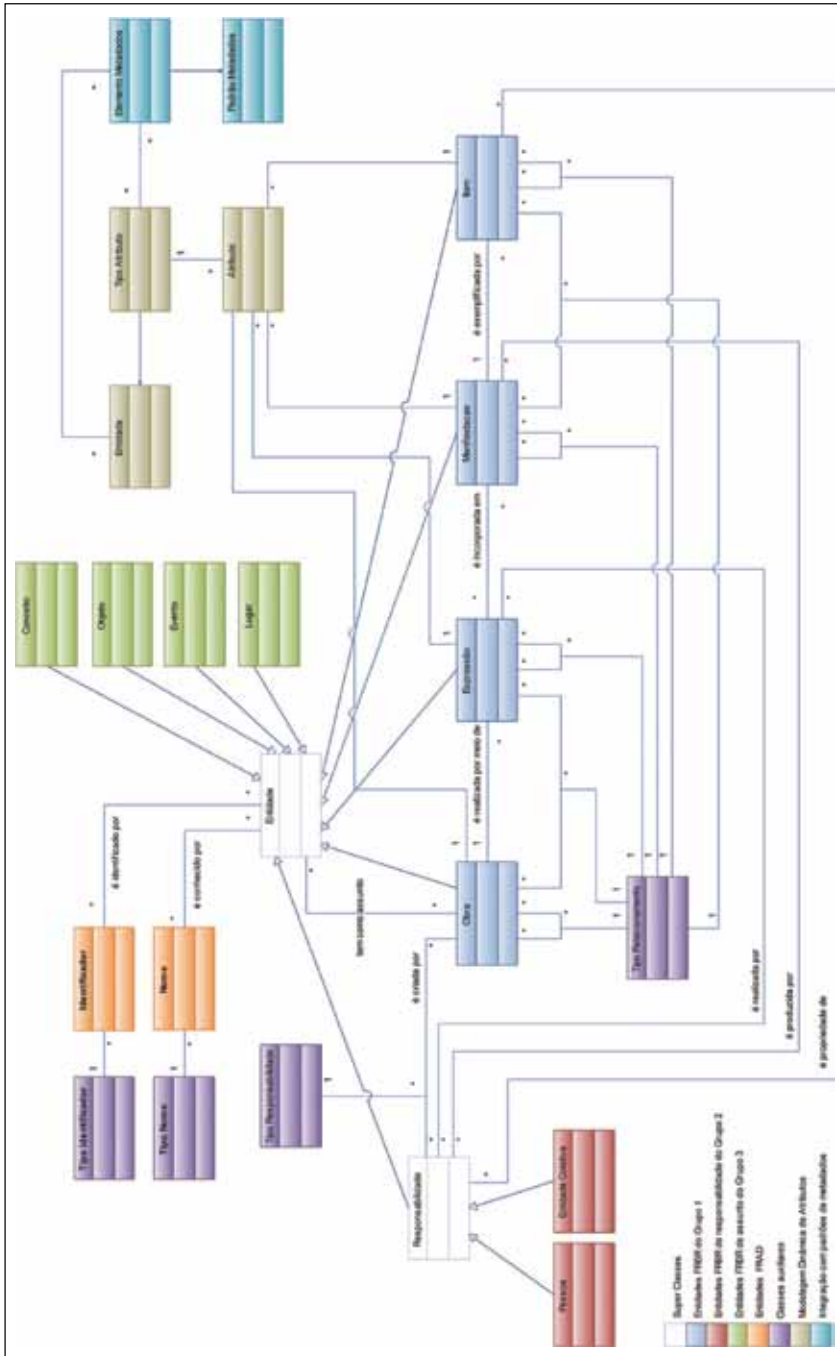 Tipo Identificador
Identificador
Tipo Nome
Nome
é identificado por
é conhecido por
Conceito
Objeto
Evento
Lugar
Entidade
Tipo Atributo
Atributo
Elemento Metadados
Padrão Metadados
Tipo Responsabilidade
Responsabilidade
Pessoa
Entidade Coletiva
tem como assunto
é criada por
Obra
é realizada por meio de
Expressão
é incorporada em
Manifestacao
é exemplificada por
Item
Tipo Relacionamento
é realizada por
é produzida por
é propriedade de
Super Classes
Entidades FRBR do Grupo 1
Entidades FRBR de responsabilidade do Grupo 2
Entidades FRBR de assunto do Grupo 3
Entidades FRAD
Classes auxiliares
Modelagem Dinâmica de Atributos
Integração com padrões de metadados